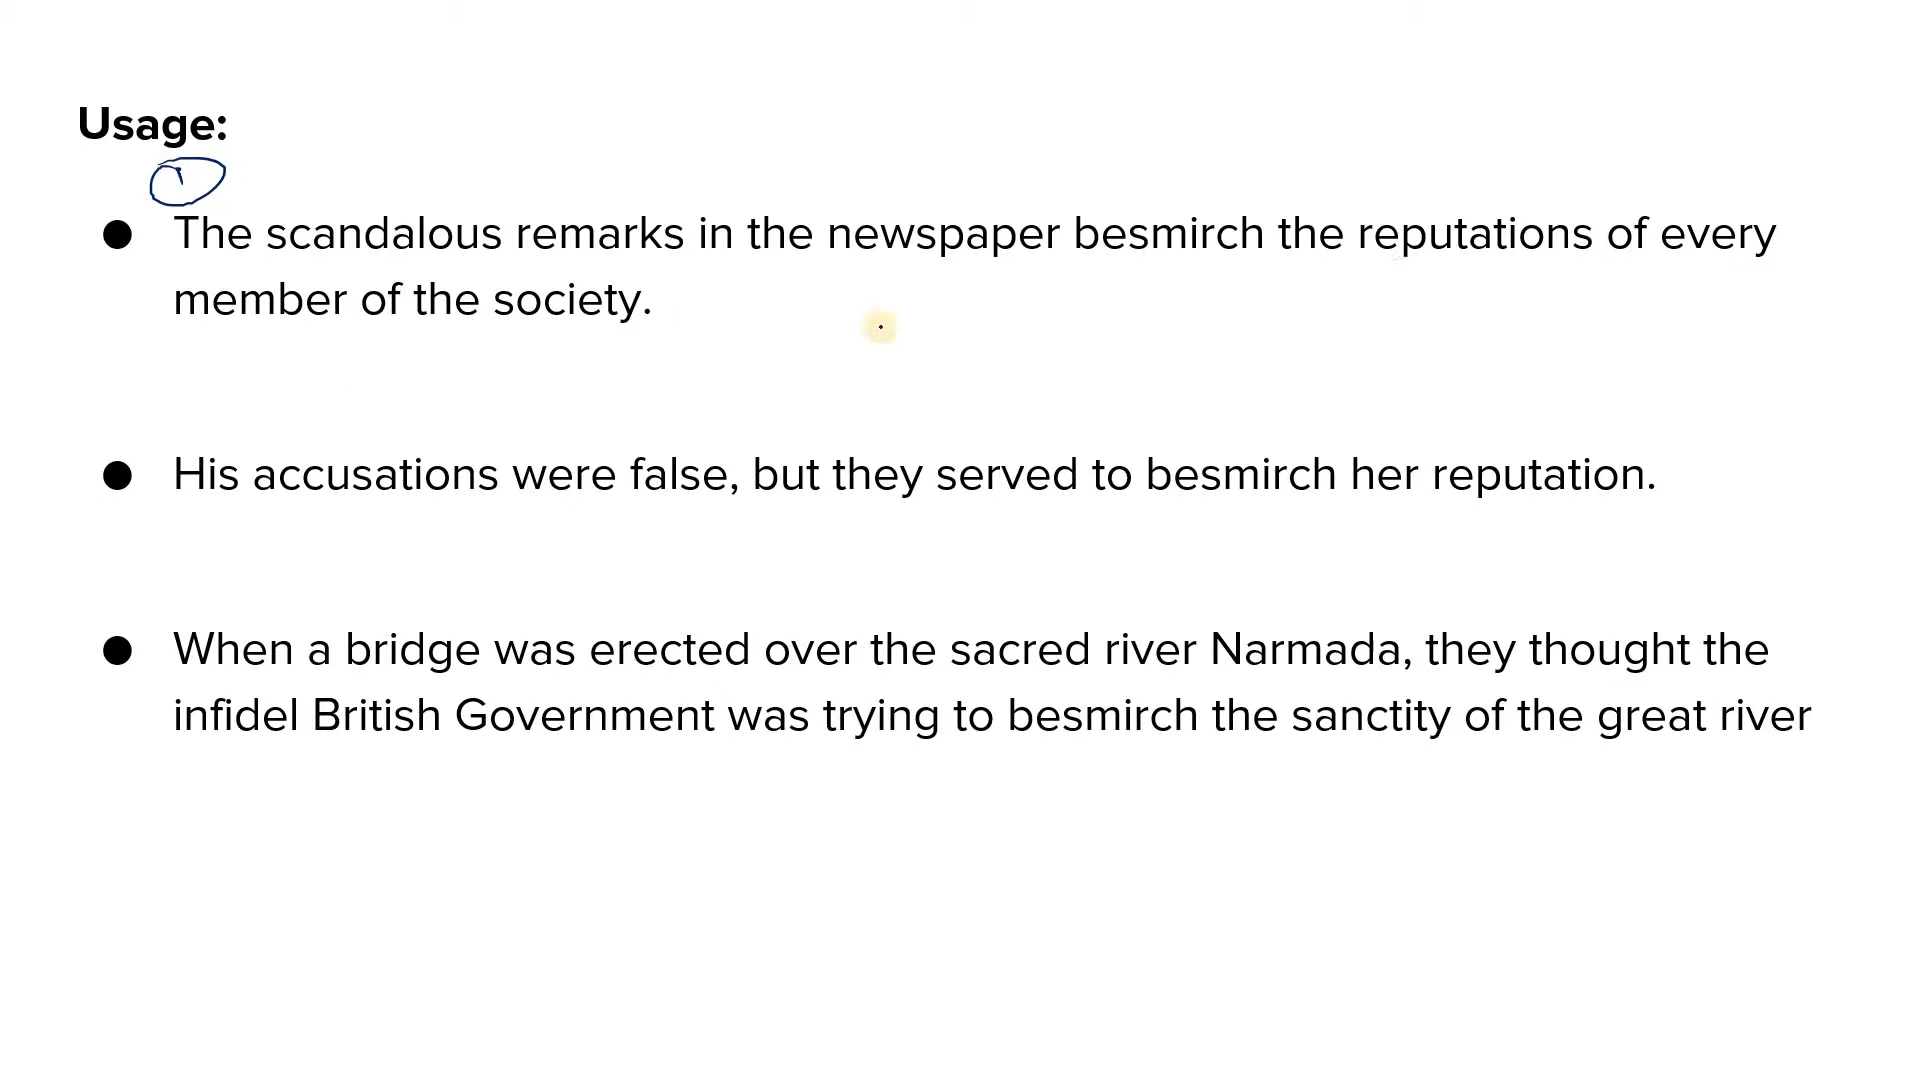 Usage:
● The scandalous remarks in the newspaper besmirch the reputations of every
member of the society.
● His accusations were false, but they served to besmirch her reputation.
● When a bridge was erected over the sacred river Narmada, they thought the
infidel British Government was trying to besmirch the sanctity of the great river